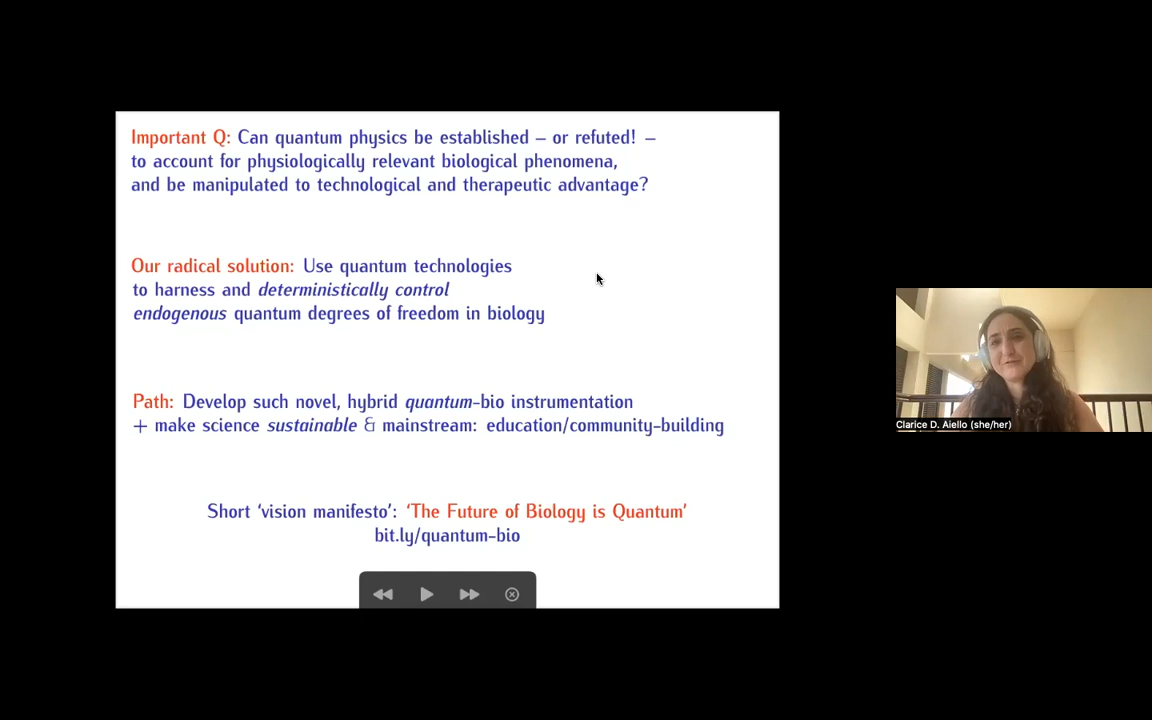 Important Q: Can quantum physics be established – or refuted! –
to account for physiologically relevant biological phenomena,
and be manipulated to technological and therapeutic advantage?
Our radical solution: Use quantum technologies
to harness and deterministically control
endogenous quantum degrees of freedom in biology
Path: Develop such novel, hybrid quantum-bio instrumentation
+ make science sustainable & mainstream: education/community-building
Short ‘vision manifesto’: ‘The Future of Biology is Quantum’
bit.ly/quantum-bio
Clarice D. Aiello (she/her)